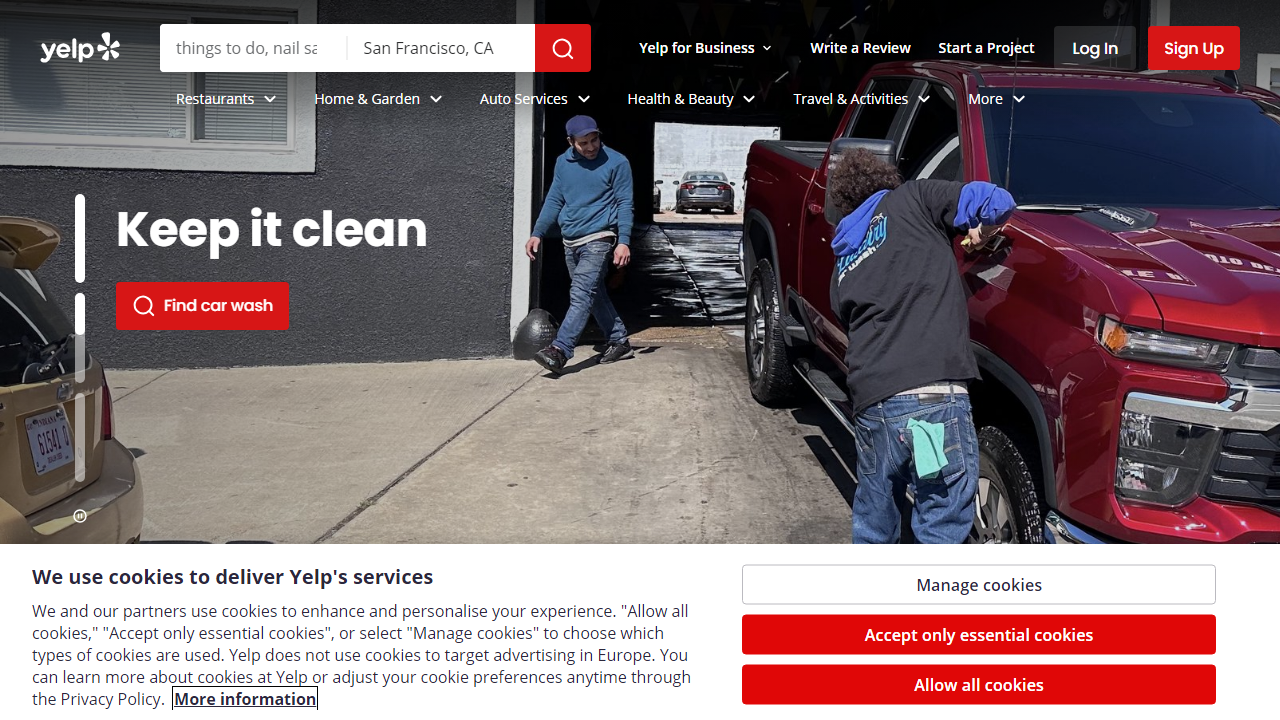 yelp
things to do, nail sa
San Francisco, CA
Yelp for Business
Write a Review
Start a Project
Log In
Sign Up
Restaurants
Home & Garden
Auto Services
Health & Beauty
Travel & Activities
More
Keep it clean
Find car wash
61541
We use cookies to deliver Yelp's services
We and our partners use cookies to enhance and personalise your experience. "Allow all
cookies," "Accept only essential cookies", or select "Manage cookies" to choose which
types of cookies are used. Yelp does not use cookies to target advertising in Europe. You
can learn more about cookies at Yelp or adjust your cookie preferences anytime through
the Privacy Policy. More information
Manage cookies
Accept only essential cookies
Allow all cookies